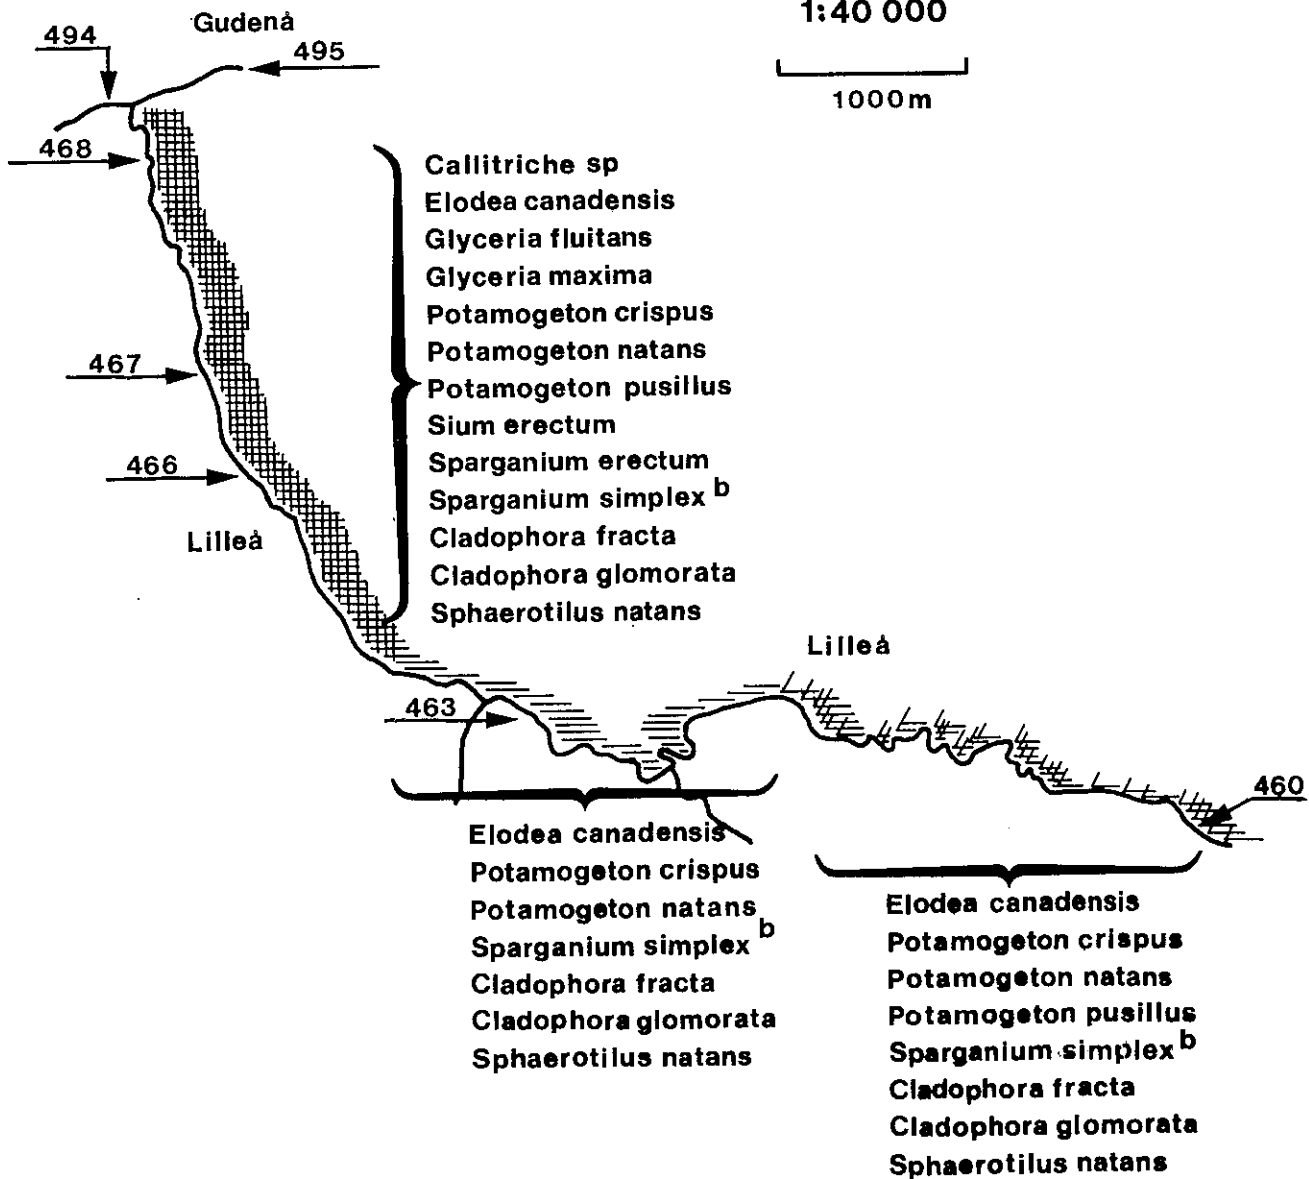 1:40 000
Gudenå
494
495
1000m
468
Callitriche sp
Elodea canadensis
Glyceria fluitans
Glyceria maxima
Potamogeton crispus
Potamogeton natans
Potamogeton pusillus
Sium erectum
Sparganium erectum
Sparganium simplex b
Cladophora fracta
Cladophora glomorata
Sphaerotilus natans
467
466
Lilleå
Lilleå
463
460
Elodea canadensis
Potamogeton crispus
Potamogeton natans
Sparganium simplex b
Cladophora fracta
Cladophora glomorata
Sphaerotilus natans
Elodea canadensis
Potamogeton crispus
Potamogeton natans
Potamogeton pusillus
Sparganium simplex b
Cladophora fracta
Cladophora glomorata
Sphaerotilus natans